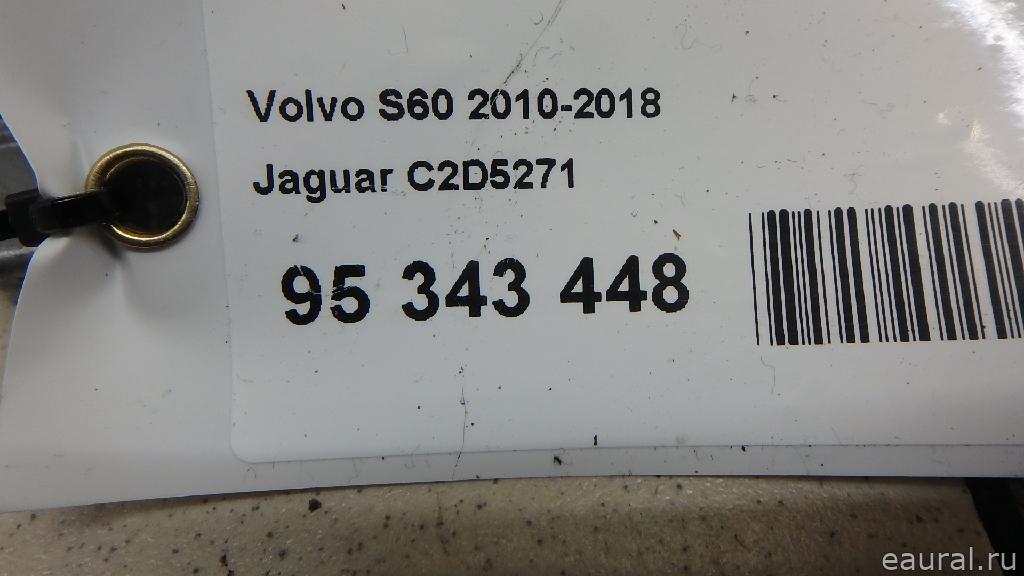 Volvo S60 2010-2018
Jaguar C2D5271
95 343 448
eaural.ru